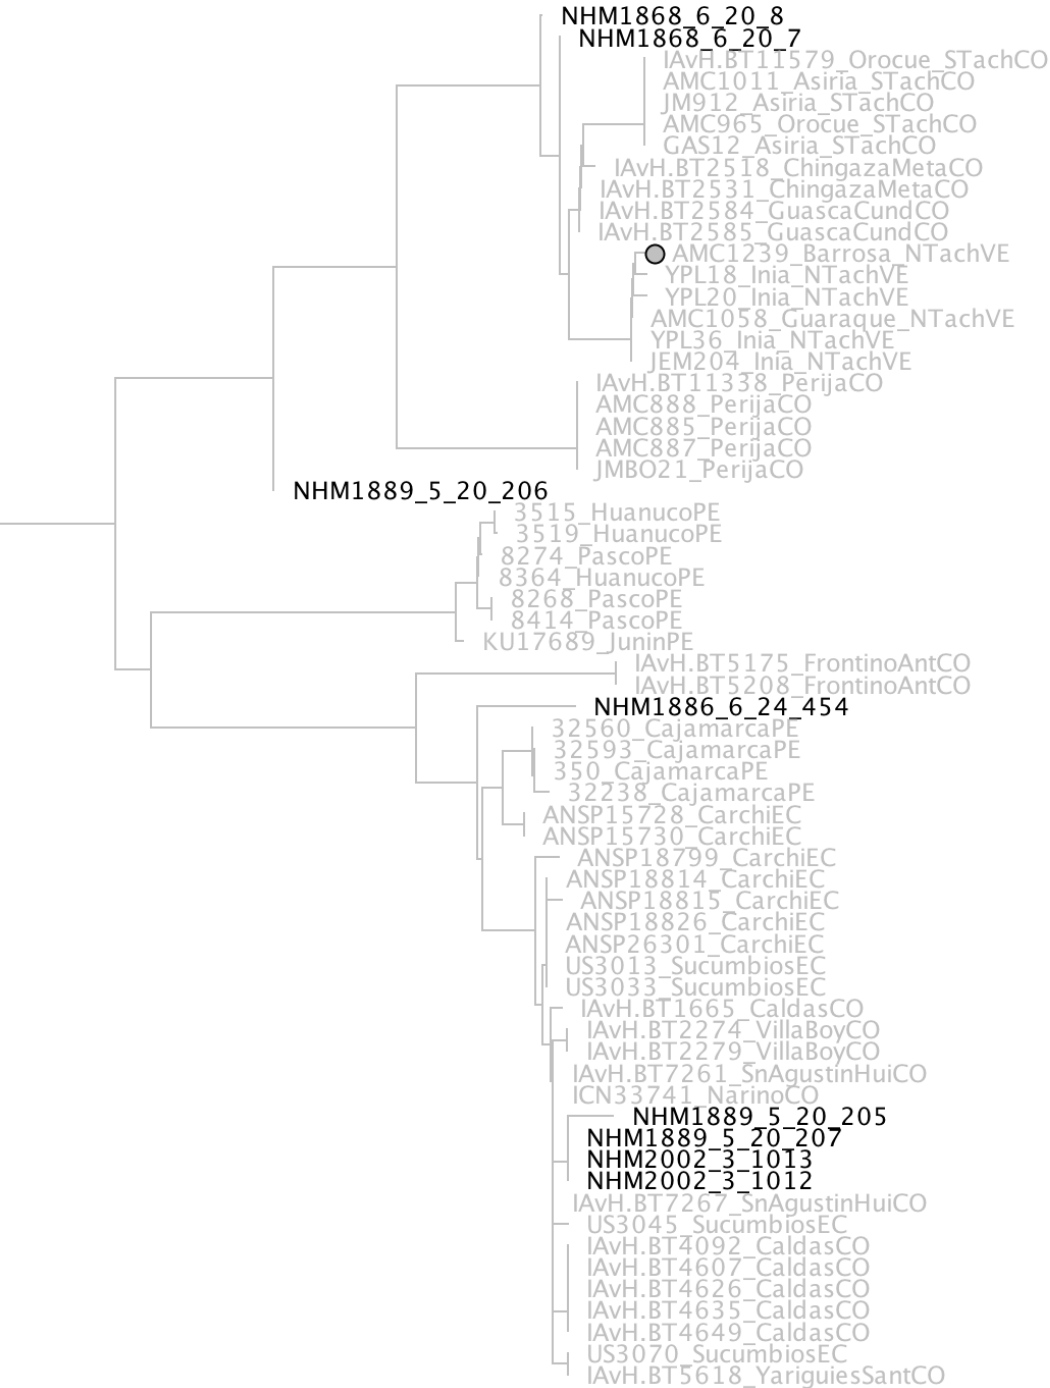 NHM1868_6_20_8
NHM1868_6_20_7
IAvH.BT11579_Orocue_STachCO
AMC1011_Asiria_STachCO
JM912_Asiria_STachCO
AMC965_Orocue_STachCO
GAS12_Asiria_STachCO
IAvH.BT2518_ChingazaMetaCO
IAvH.BT2531_ChingazaMetaCO
IAvH.BT2584_GuascaCundCO
IAvH.BT2585_GuascaCundCO
AMC1239_Barrosa_NTachVE
YPL18_Inia_NTachVE
YPL20_Inia_NTachVE
AMC1058_Guaraque_NTachVE
YPL36_Inia_NTachVE
JEM204_Inia_NTachVE
IAvH.BT11338_PerijaCO
AMC888_PerijaCO
AMC885_PerijaCO
AMC887_PerijaCO
JMBO21_PerijaCO
NHM1889_5_20_206
3515_HuanucoPE
3519_HuanucoPE
8274_PascoPE
8364_HuanucoPE
8268_PascoPE
8414_PascoPE
KU17689_JuninPE
IAvH.BT5175_FrontinoAntCO
IAvH.BT5208_FrontinoAntCO
NHM1886_6_24_454
32560_CajamarcaPE
32593_CajamarcaPE
350_CajamarcaPE
32238_CajamarcaPE
ANSP15728_CarchiEC
ANSP15730_CarchiEC
ANSP18799_CarchiEC
ANSP18814_CarchiEC
ANSP18815_CarchiEC
ANSP18826_CarchiEC
ANSP26301_CarchiEC
US3013_SucumbiosEC
US3033_SucumbiosEC
IAvH.BT1665_CaldasCO
IAvH.BT2274_VillaBoyCO
IAvH.BT2279_VillaBoyCO
IAvH.BT7261_SnAgustinHuiCO
ICN33741_NarinoCO
NHM1889_5_20_205
NHM1889_5_20_207
NHM2002_3_1013
NHM2002_3_1012
IAvH.BT7267_SnAgustinHuiCO
US3045_SucumbiosEC
IAvH.BT4092_CaldasCO
IAvH.BT4607_CaldasCO
IAvH.BT4626_CaldasCO
IAvH.BT4635_CaldasCO
IAvH.BT4649_CaldasCO
US3070_SucumbiosEC
IAvH.BT5618_YariguiesSantCO